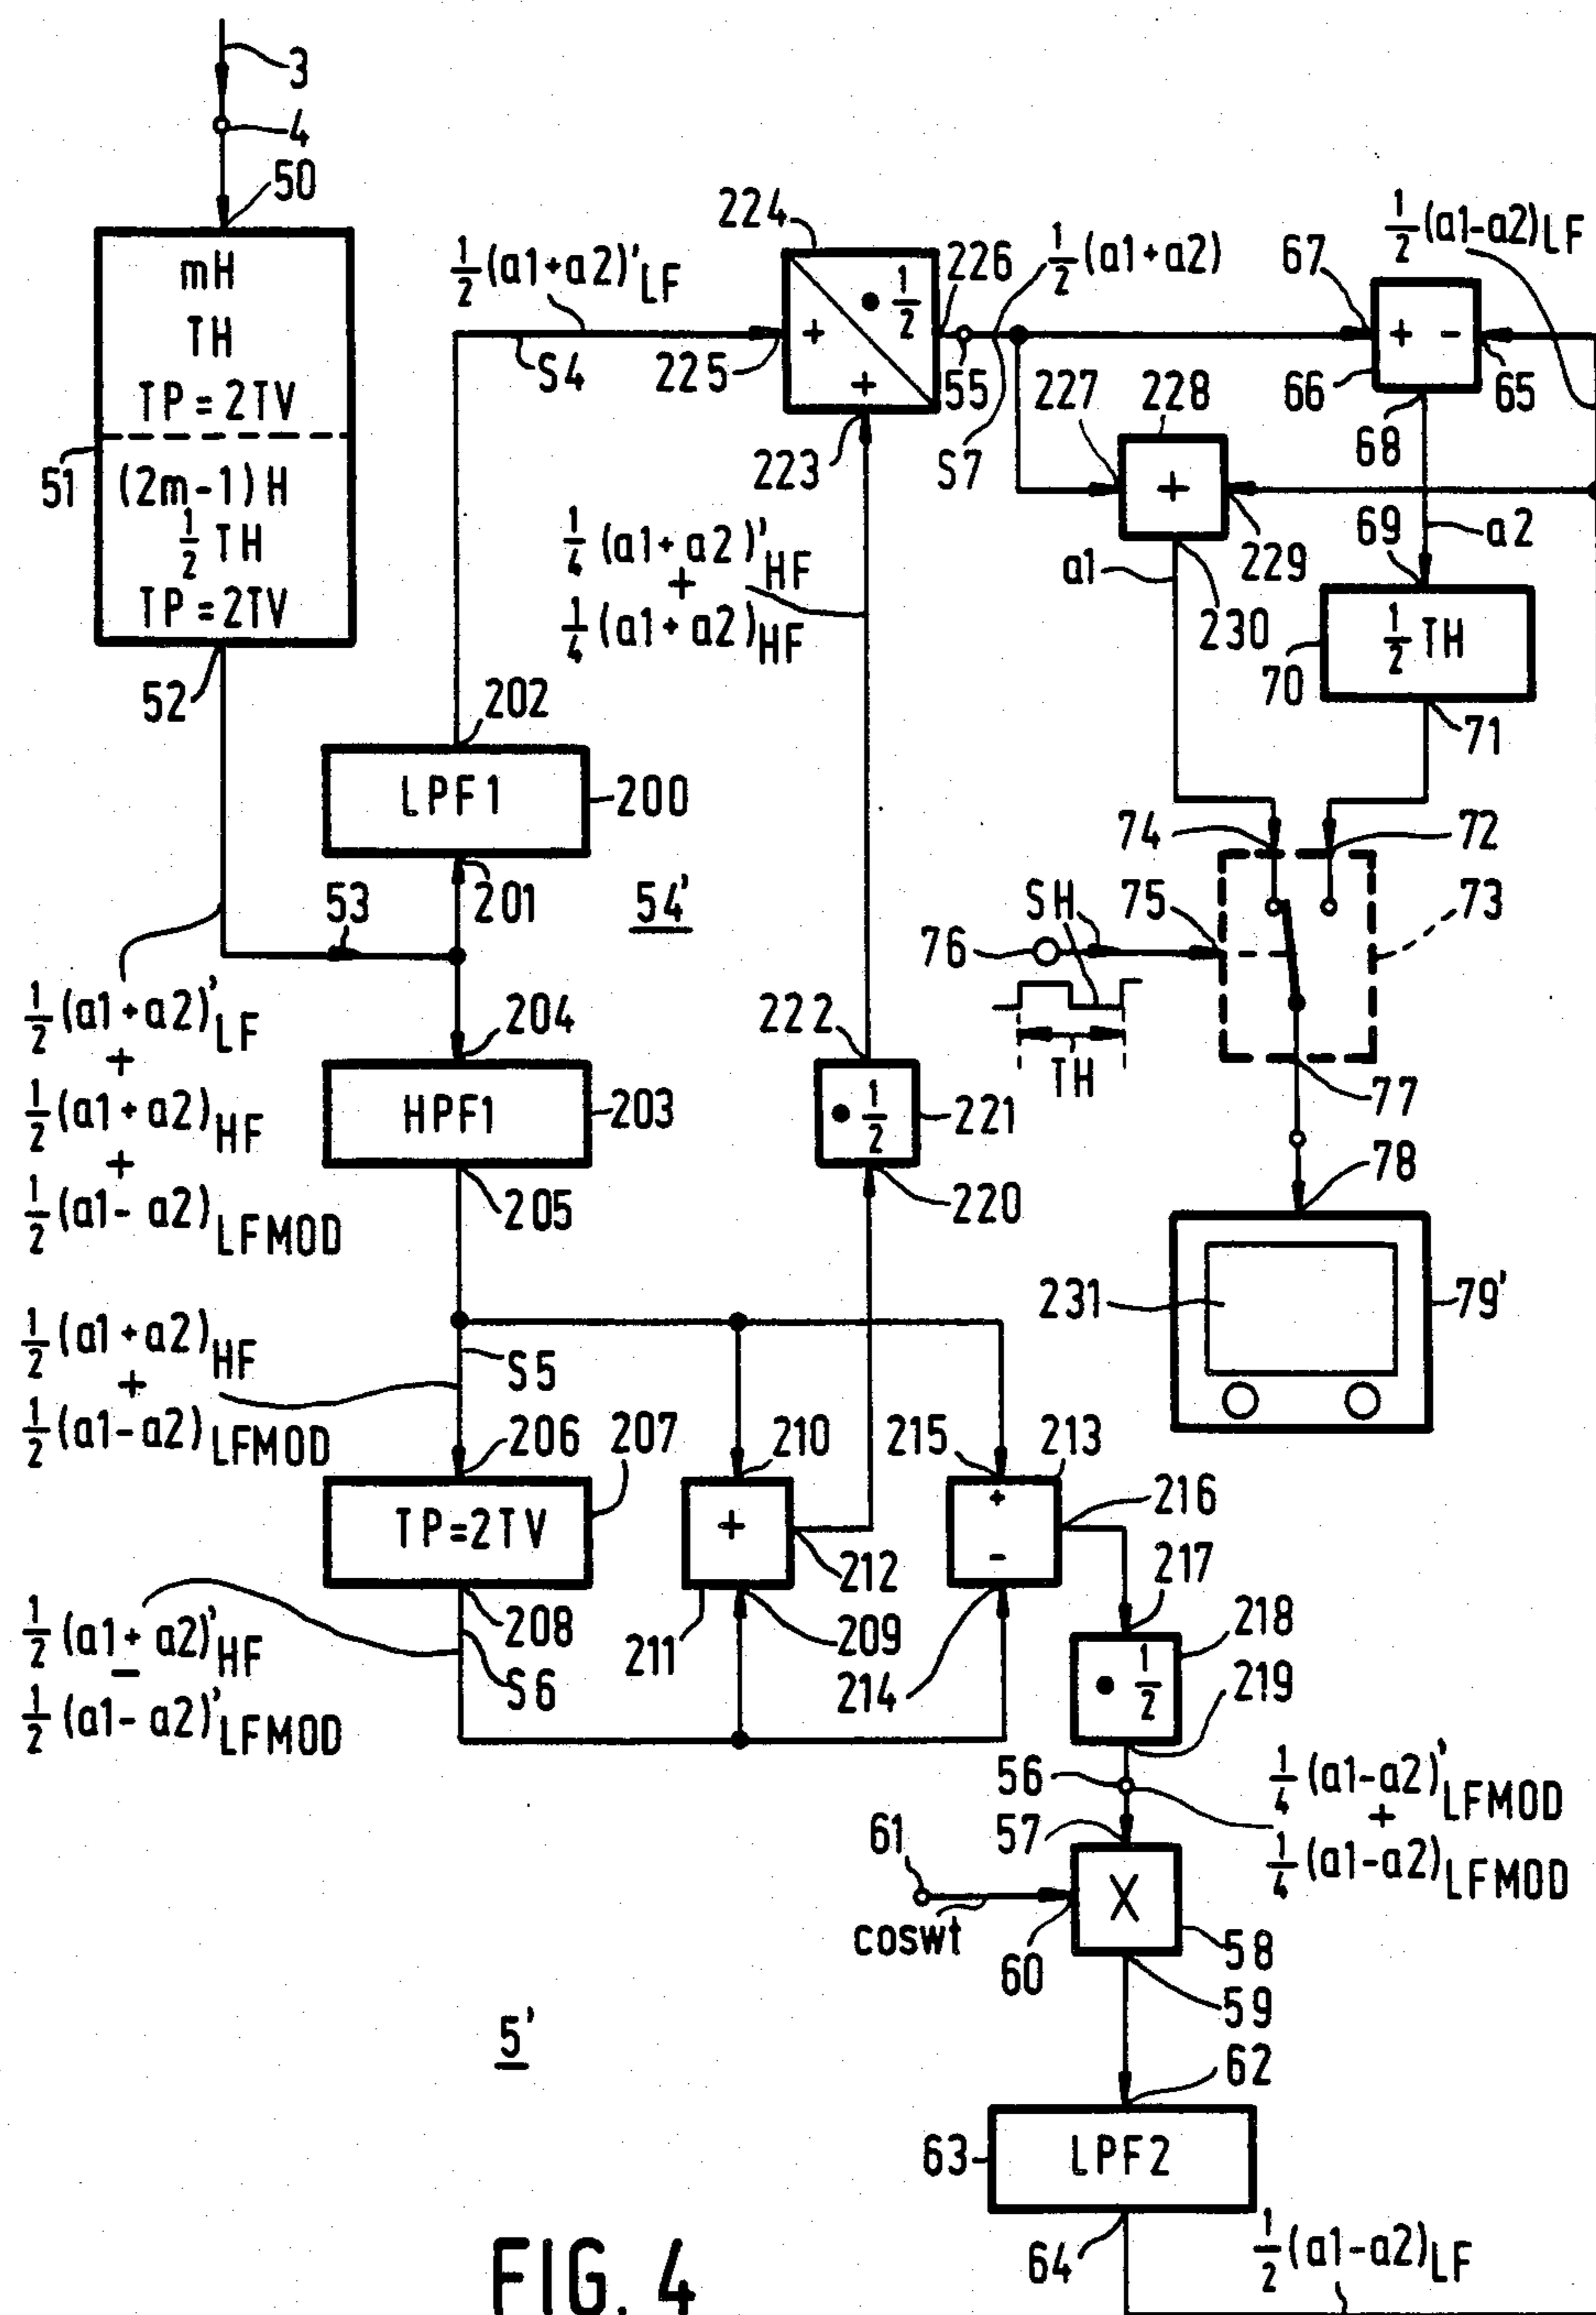 3
4
50
mH
TH
TP = 2TV
51
(2m-1)H
1/2 TH
TP = 2TV
52
1/2 (a1+a2)'LF
S4
225
224
+
• 1/2
+
226
55
223
S7
1/2 (a1+a2)
67
1/2 (a1-a2)LF
+ -
66
65
68
227
228
+
229
230
a1
69
a2
1/2 TH
70
71
1/4 (a1+a2)'HF
+
1/4 (a1+a2)HF
202
LPF1
200
201
53
54'
74
72
SH
75
73
76
TH
77
78
231
79'
1/2 (a1+a2)'LF
+
1/2 (a1+a2)HF
+
1/2 (a1-a2)LFMOD
204
HPF1
203
205
222
• 1/2
221
220
1/2 (a1+a2)HF
+
1/2 (a1-a2)LFMOD
S5
206
207
TP=2TV
208
S6
210
+
212
211
209
215
213
+
-
216
214
217
• 1/2
218
219
1/2 (a1+a2)'HF
-
1/2 (a1-a2)'LFMOD
56
57
1/4 (a1-a2)'LFMOD
+
1/4 (a1-a2)LFMOD
61
coswt
60
X
58
59
5'
62
63
LPF2
64
1/2 (a1-a2)LF
FIG. 4